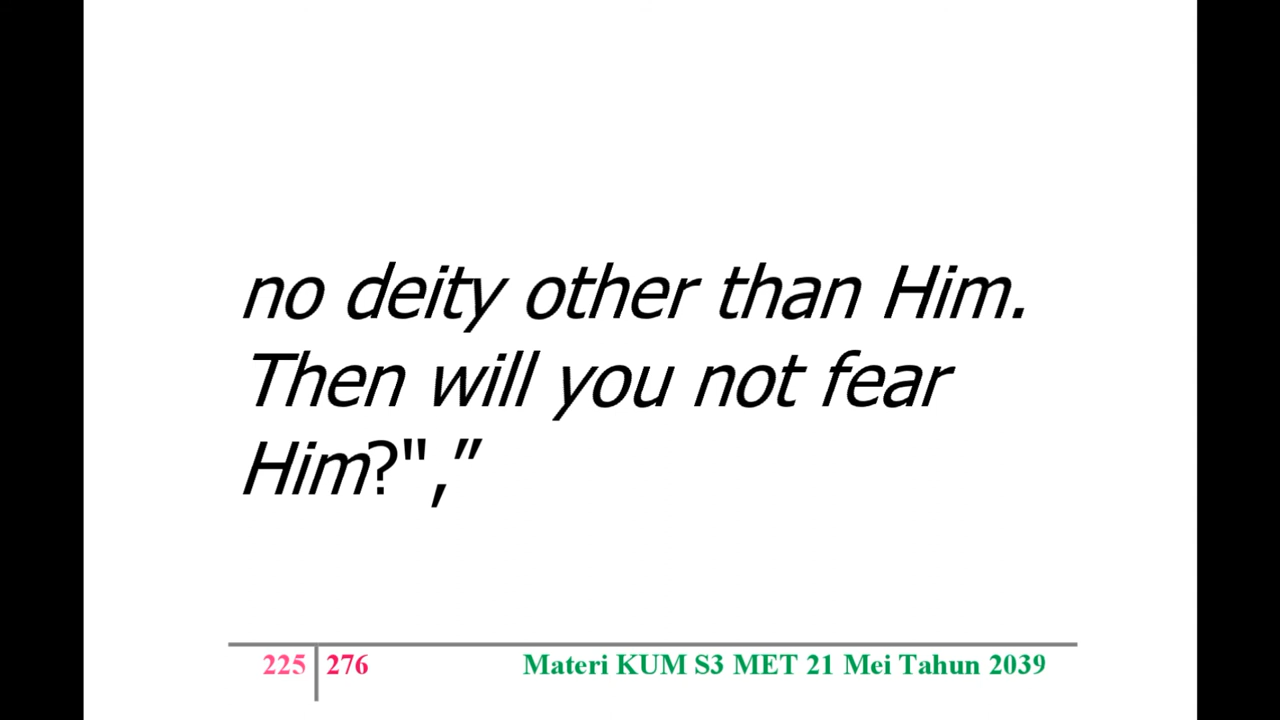 no deity other than Him.
Then will you not fear
Him?",”
225 276 Materi KUM S3 MET 21 Mei Tahun 2039